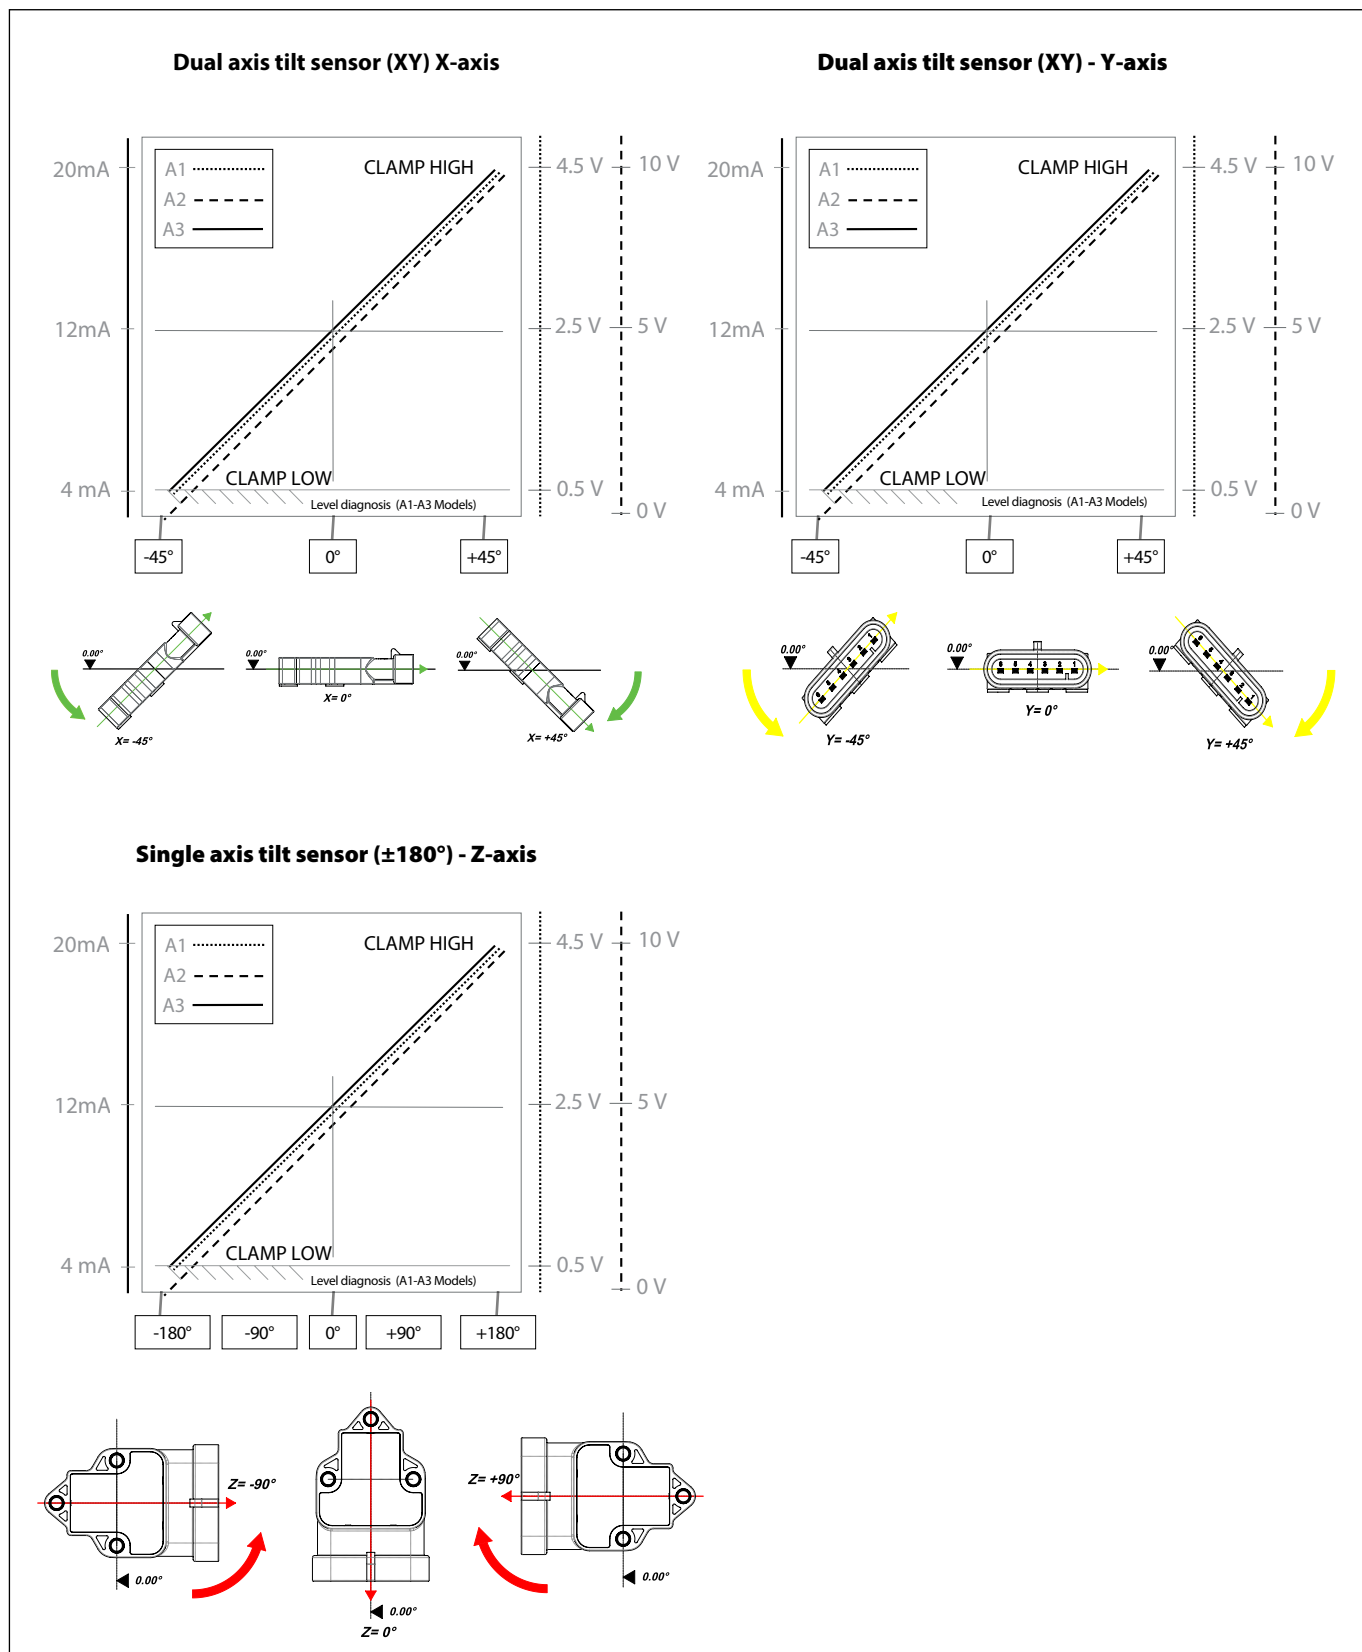 Dual axis tilt sensor (XY) X-axis
20mA
12mA
4 mA
A1
A2
A3
CLAMP HIGH
CLAMP LOW
Level diagnosis (A1-A3 Models)
4.5 V
2.5 V
0.5 V
10 V
5 V
0 V
-45°
0°
+45°
0.00°
X= -45°
0.00°
X= 0°
0.00°
X= +45°
Dual axis tilt sensor (XY) - Y-axis
20mA
12mA
4 mA
A1
A2
A3
CLAMP HIGH
CLAMP LOW
Level diagnosis (A1-A3 Models)
4.5 V
2.5 V
0.5 V
10 V
5 V
0 V
-45°
0°
+45°
0.00°
Y= -45°
0.00°
6 5 4 3 2 1
Y= 0°
0.00°
Y= +45°
Single axis tilt sensor (±180°) - Z-axis
20mA
12mA
4 mA
A1
A2
A3
CLAMP HIGH
CLAMP LOW
Level diagnosis (A1-A3 Models)
4.5 V
2.5 V
0.5 V
10 V
5 V
0 V
-180°
-90°
0°
+90°
+180°
Z= -90°
0.00°
0.00°
Z= 0°
Z= +90°
0.00°